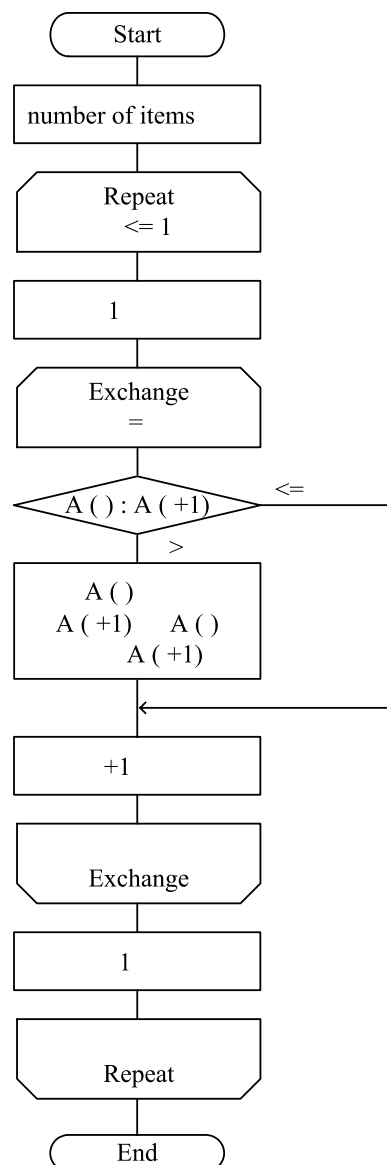 Start
number of items
Repeat
<= 1
1
Exchange
=
A ( ) : A ( +1)
<=
>
A ( )
A ( +1) A ( )
A ( +1)
+1
Exchange
1
Repeat
End